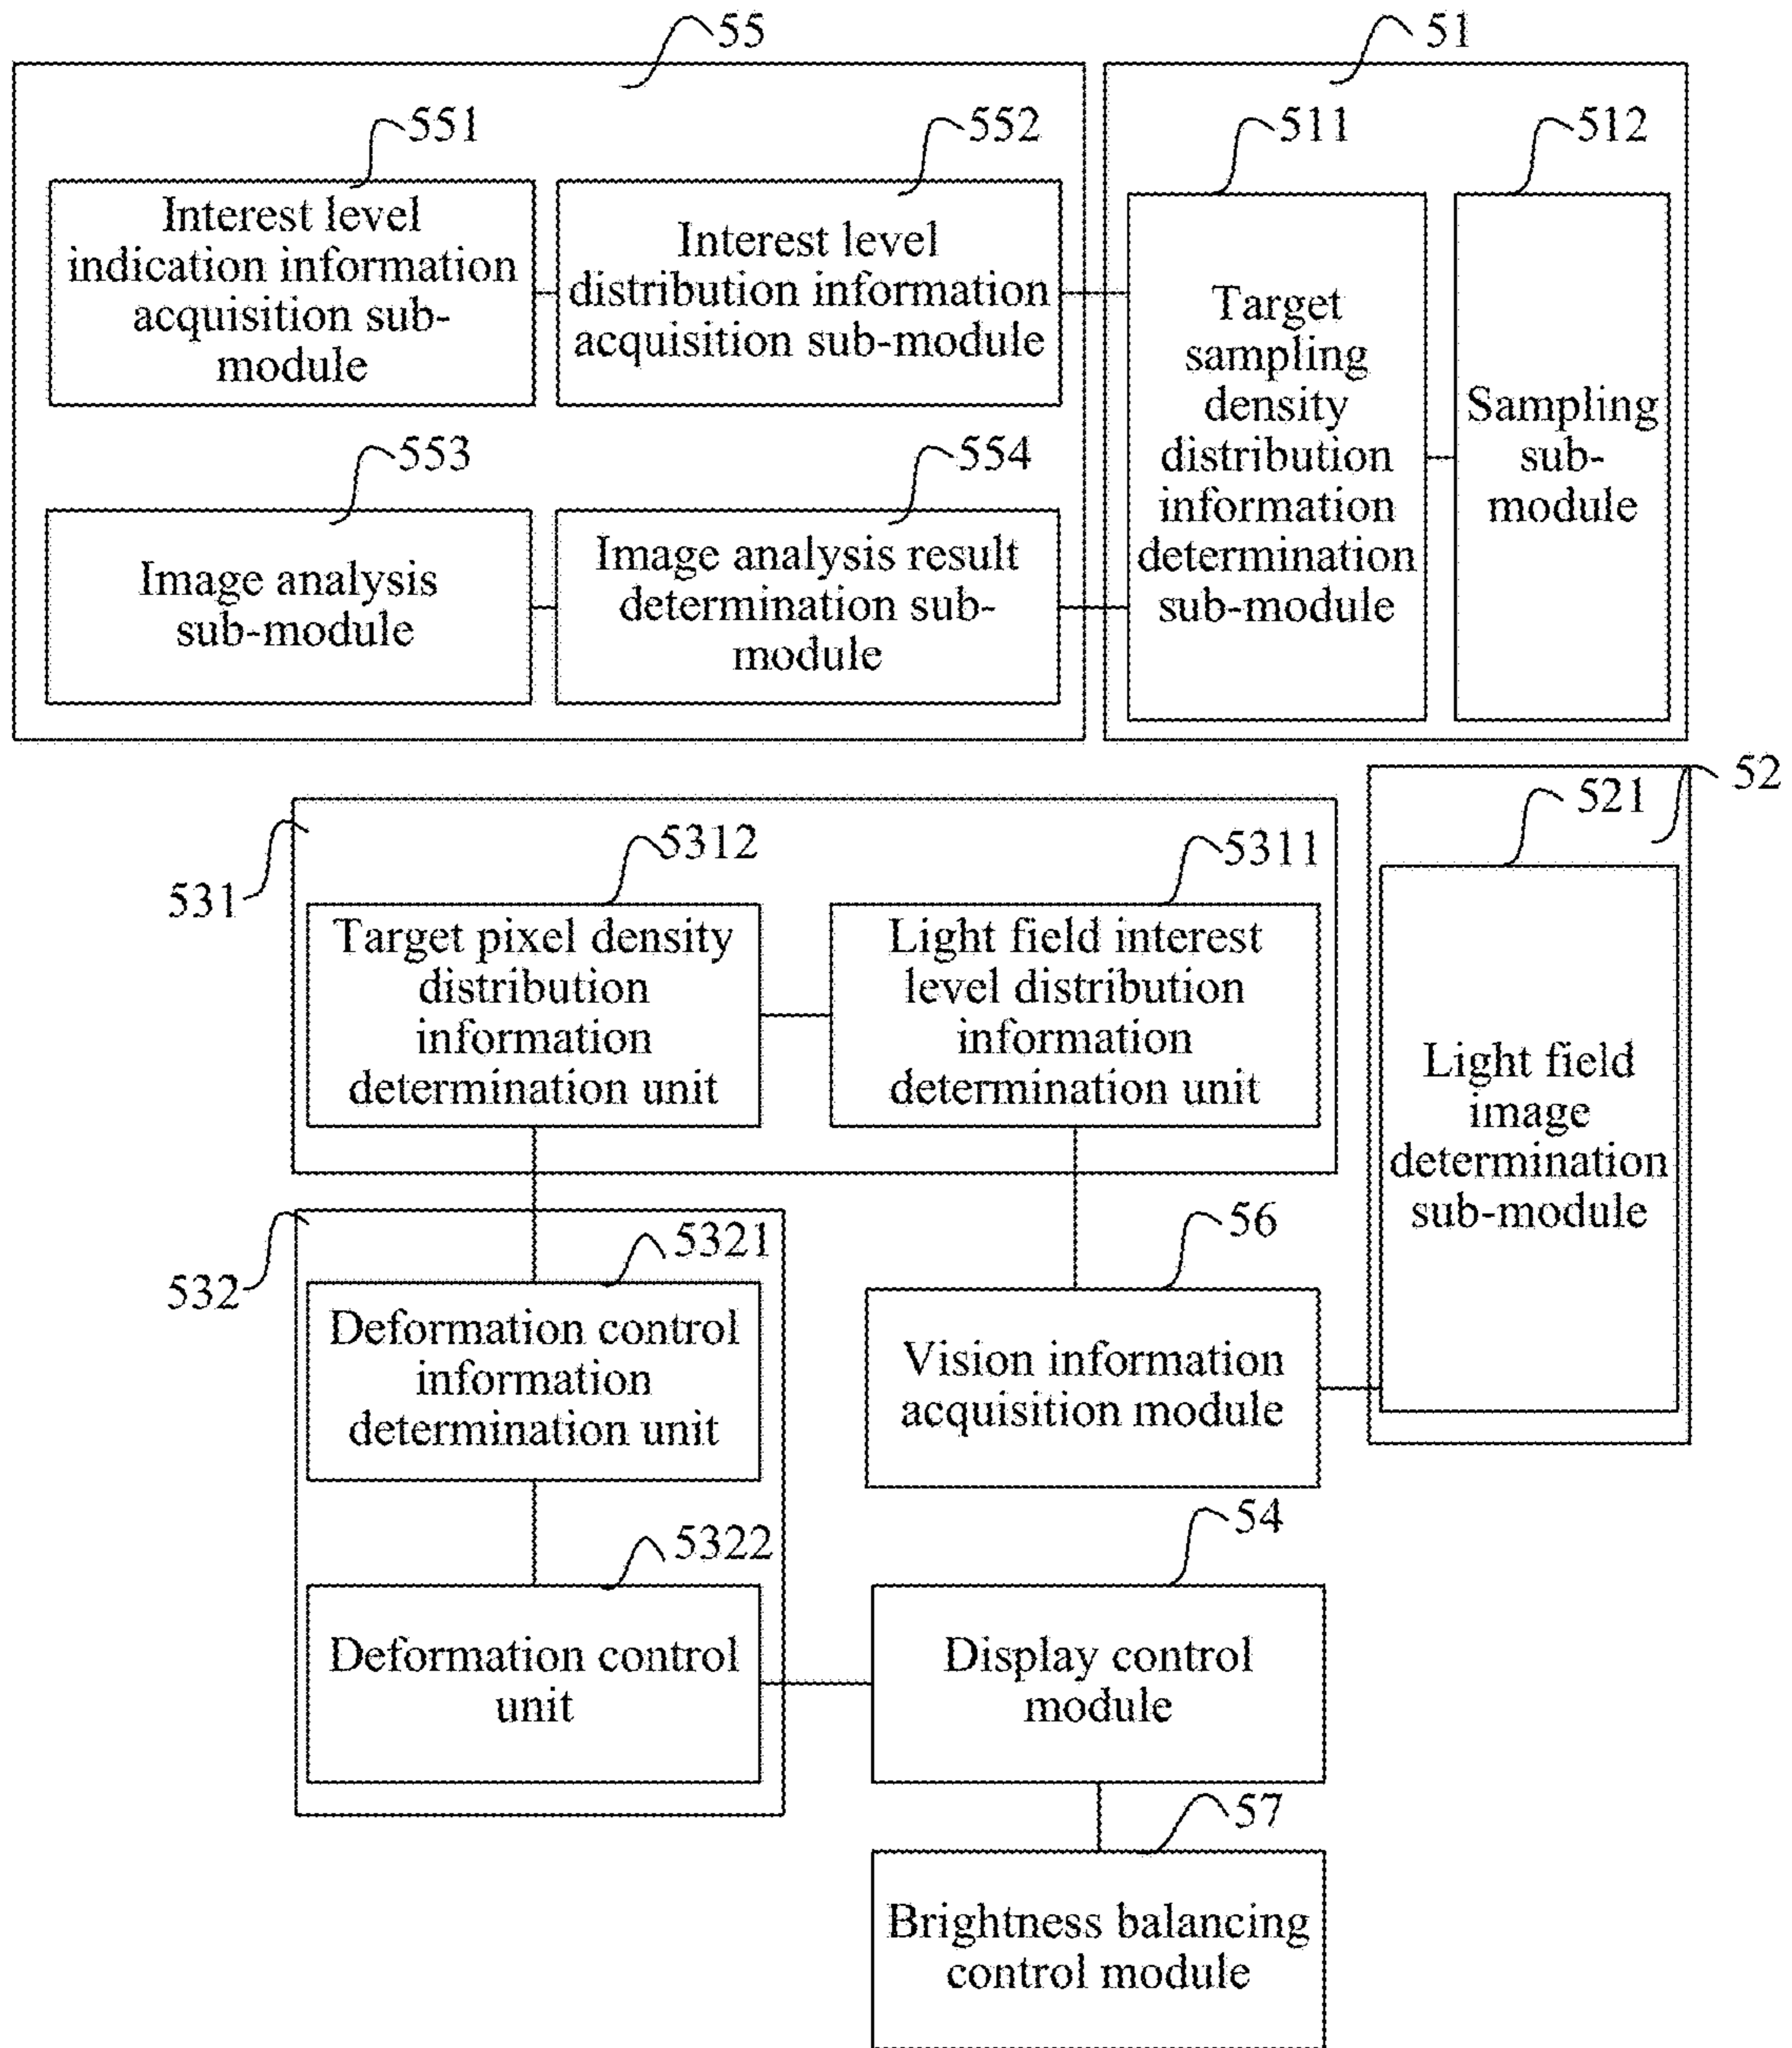 55
51
551
552
511
512
Interest level
indication information
acquisition sub-
module
Interest level
distribution information
acquisition sub-module
Target
sampling
density
distribution
information
determination
sub-module
Sampling
sub-
module
553
554
Image analysis
sub-module
Image analysis result
determination sub-
module
52
521
531
5312
5311
Target pixel density
distribution
information
determination unit
Light field interest
level distribution
information
determination unit
Light field
image
determination
sub-module
532
5321
56
Deformation control
information
determination unit
Vision information
acquisition module
5322
54
Deformation control
unit
Display control
module
57
Brightness balancing
control module